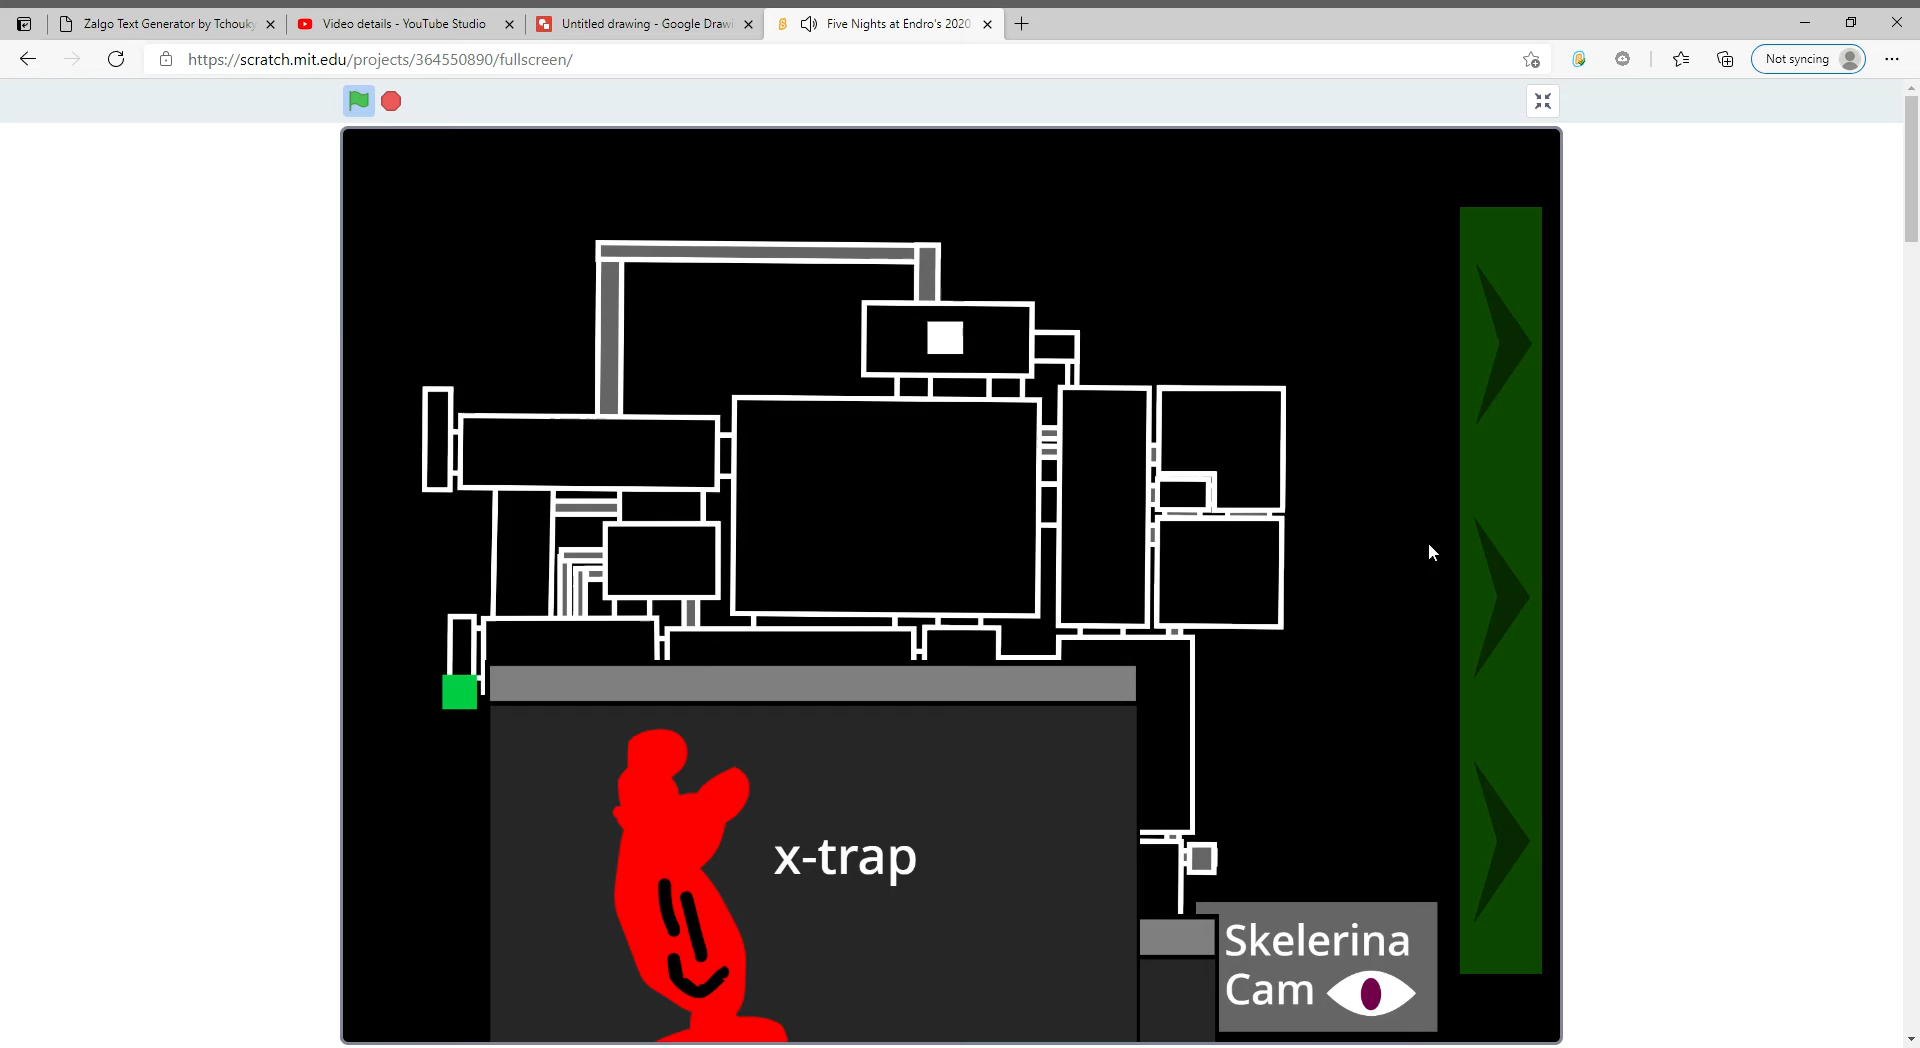 Zalgo Text Generator by Tchouky
Video details - YouTube Studio
Untitled drawing - Google Drawi
Five Nights at Endro's 2020
https://scratch.mit.edu/projects/364550890/fullscreen/
Not syncing
x-trap
Skelerina
Cam